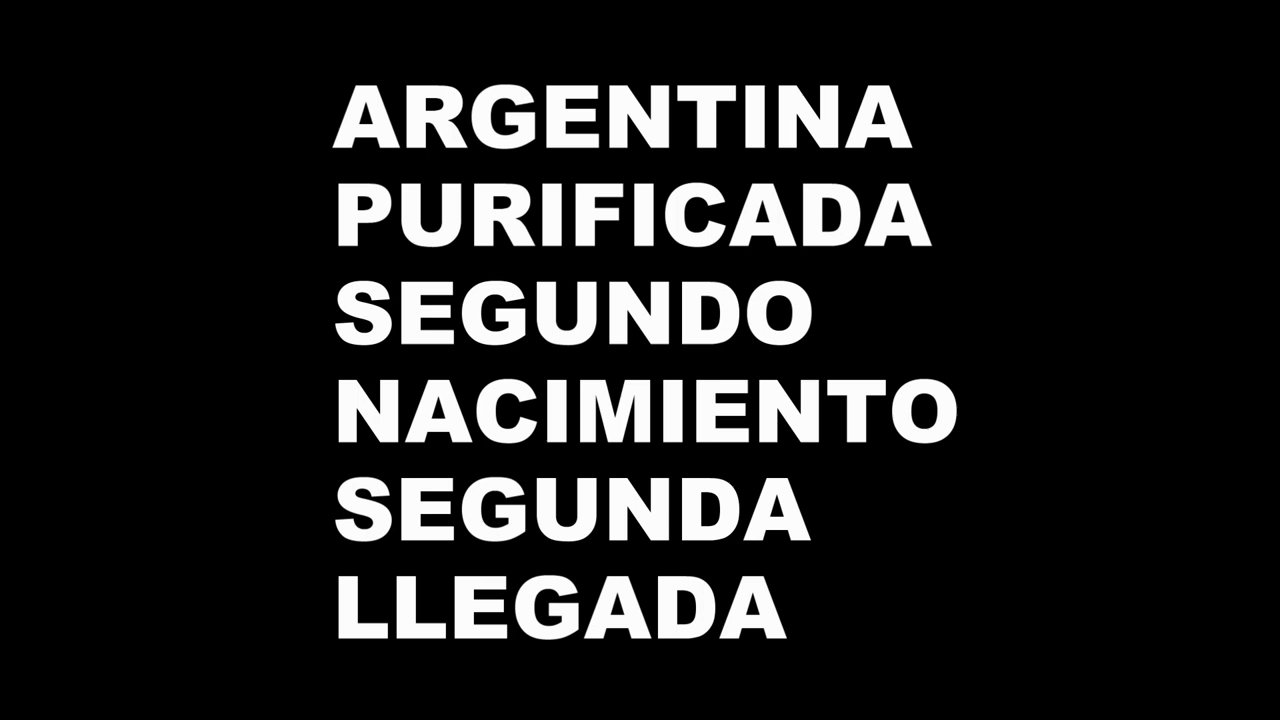 ARGENTINA
PURIFICADA
SEGUNDO
NACIMIENTO
SEGUNDA
LLEGADA